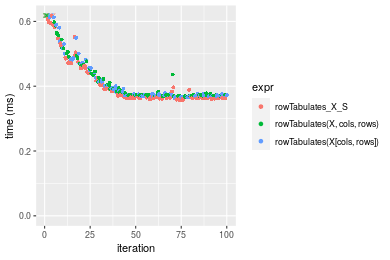 0.6
0.4
0.2
0.0
time (ms)
0
25
50
75
100
iteration
expr
rowTabulates_X_S
rowTabulates(X, cols, rows)
rowTabulates(X[cols, rows])